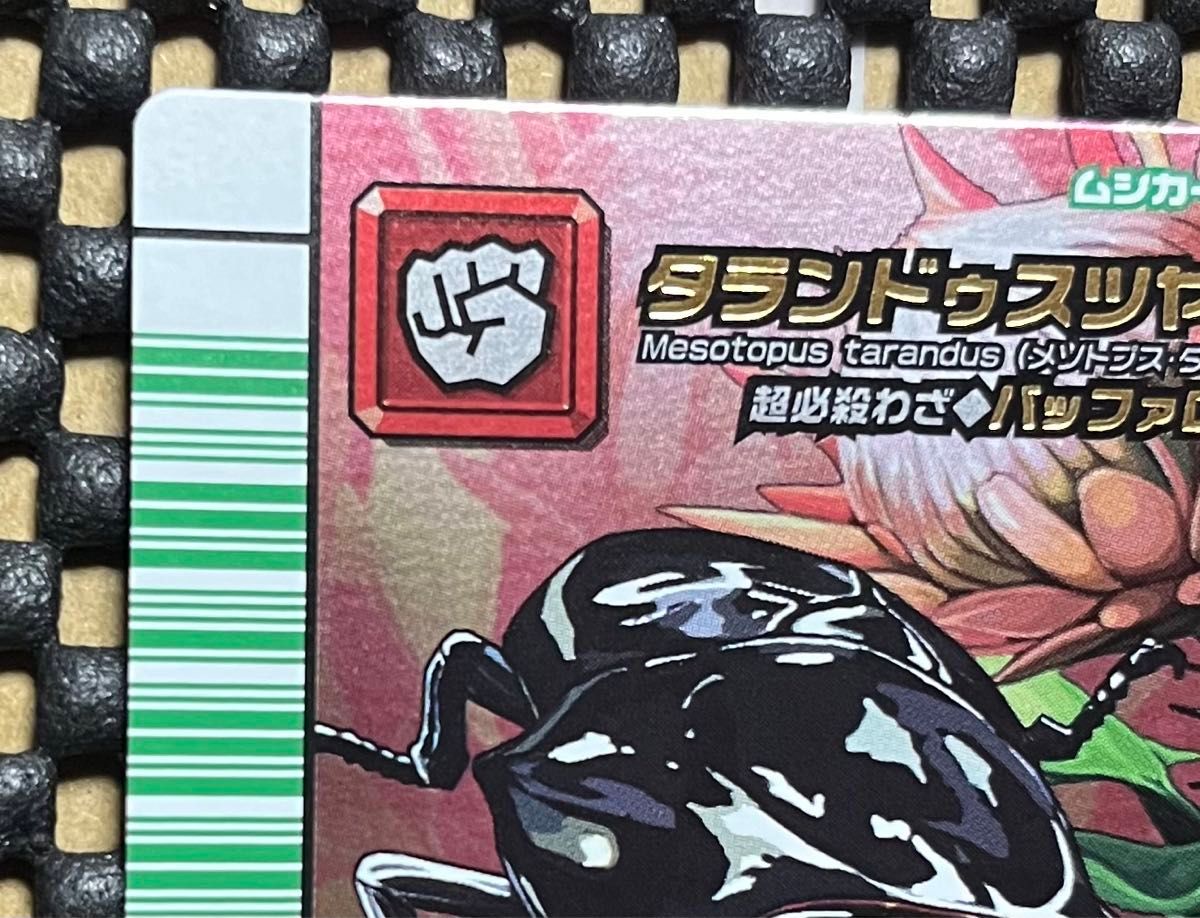 ムシカー
タランドゥスツヤ
Mesotopus tarandus (メソトプス・タ
超必殺わざ◆バッファロ